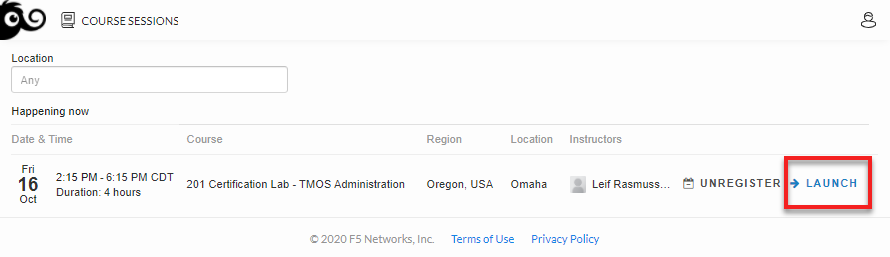 COURSE SESSIONS
Location
Any
Happening now
Date & Time Course Region Location Instructors
Fri
16
Oct
2:15 PM - 6:15 PM CDT
Duration: 4 hours
201 Certification Lab - TMOS Administration Oregon, USA Omaha Leif Rasmuss... UNREGISTER LAUNCH
© 2020 F5 Networks, Inc. Terms of Use Privacy Policy